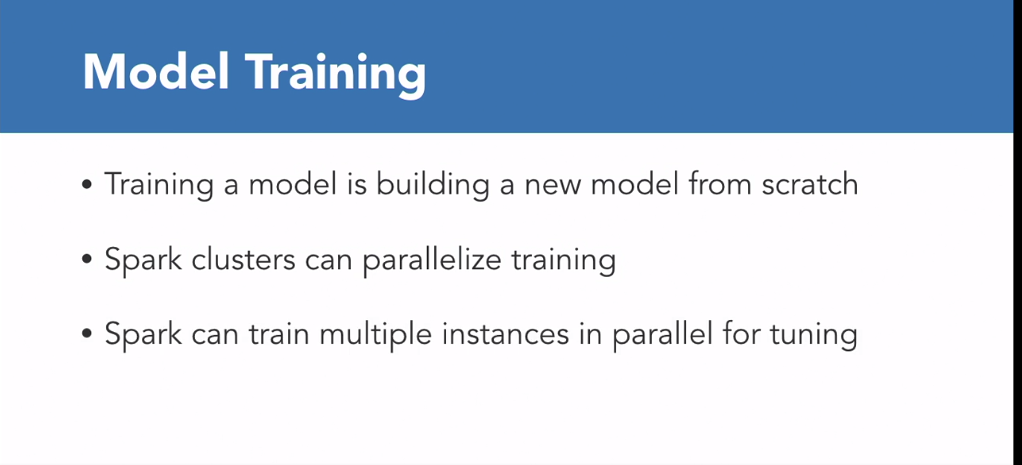 Model Training
• Training a model is building a new model from scratch
• Spark clusters can parallelize training
• Spark can train multiple instances in parallel for tuning